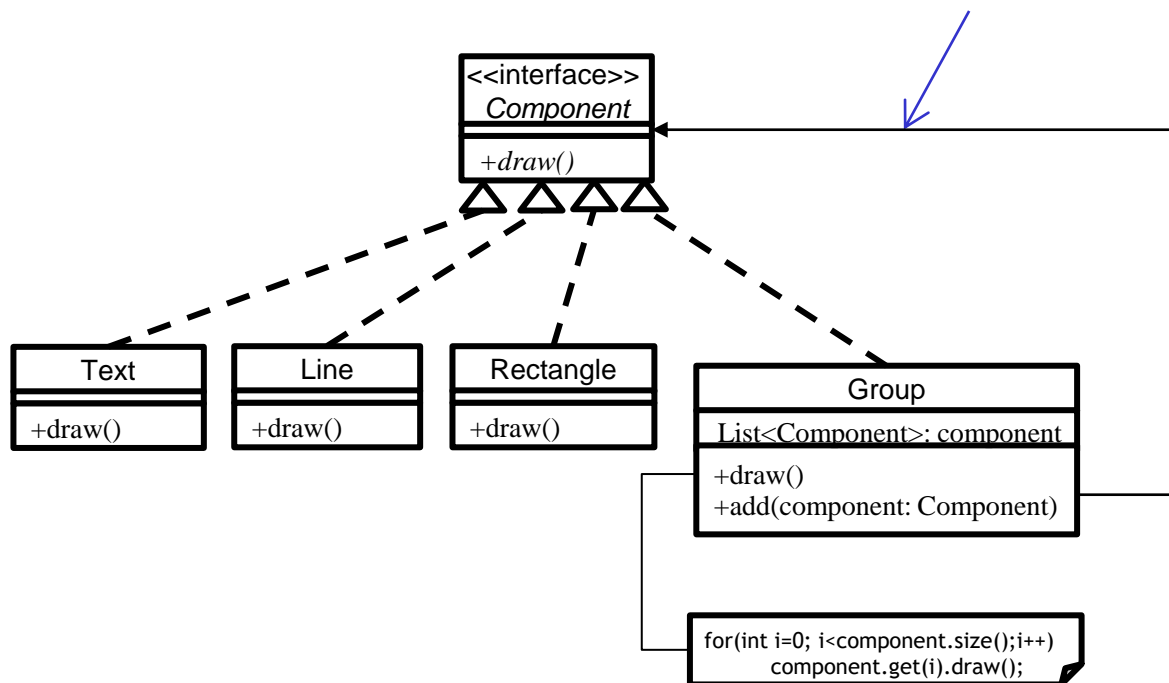 <<interface>>
Component
+draw()
Text
+draw()
Line
+draw()
Rectangle
+draw()
Group
List<Component>: component
+draw()
+add(component: Component)
for(int i=0; i<component.size();i++)
component.get(i).draw();